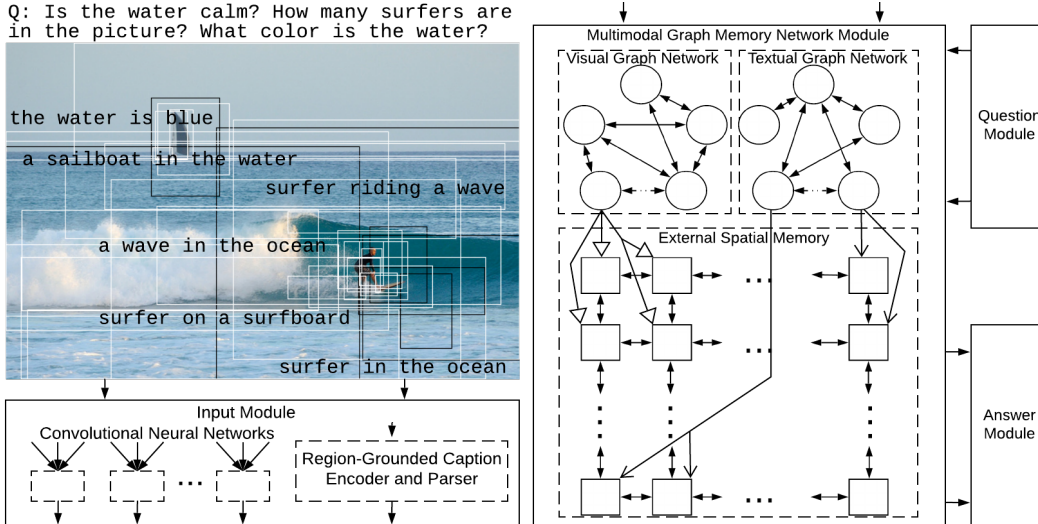 Q: Is the water calm? How many surfers are
in the picture? What color is the water?
the water is blue
a sailboat in the water
surfer riding a wave
a wave in the ocean
surfer on a surfboard
surfer in the ocean
Input Module
Convolutional Neural Networks
...
Region-Grounded Caption
Encoder and Parser
Multimodal Graph Memory Network Module
Visual Graph Network
Textual Graph Network
External Spatial Memory
...
...
...
Question
Module
Answer
Module